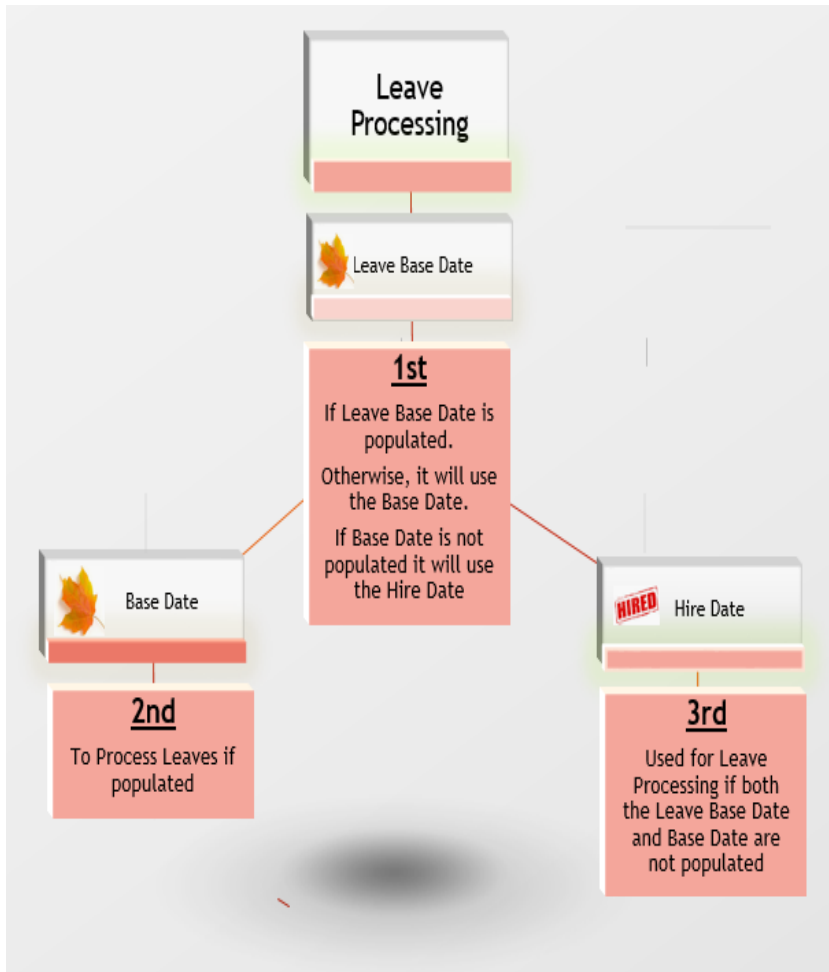 Leave
Processing
Leave Base Date
1st
If Leave Base Date is
populated.
Otherwise, it will use
the Base Date.
If Base Date is not
populated it will use
the Hire Date
Base Date
2nd
To Process Leaves if
populated
HIRED
Hire Date
3rd
Used for Leave
Processing if both
the Leave Base Date
and Base Date are
not populated